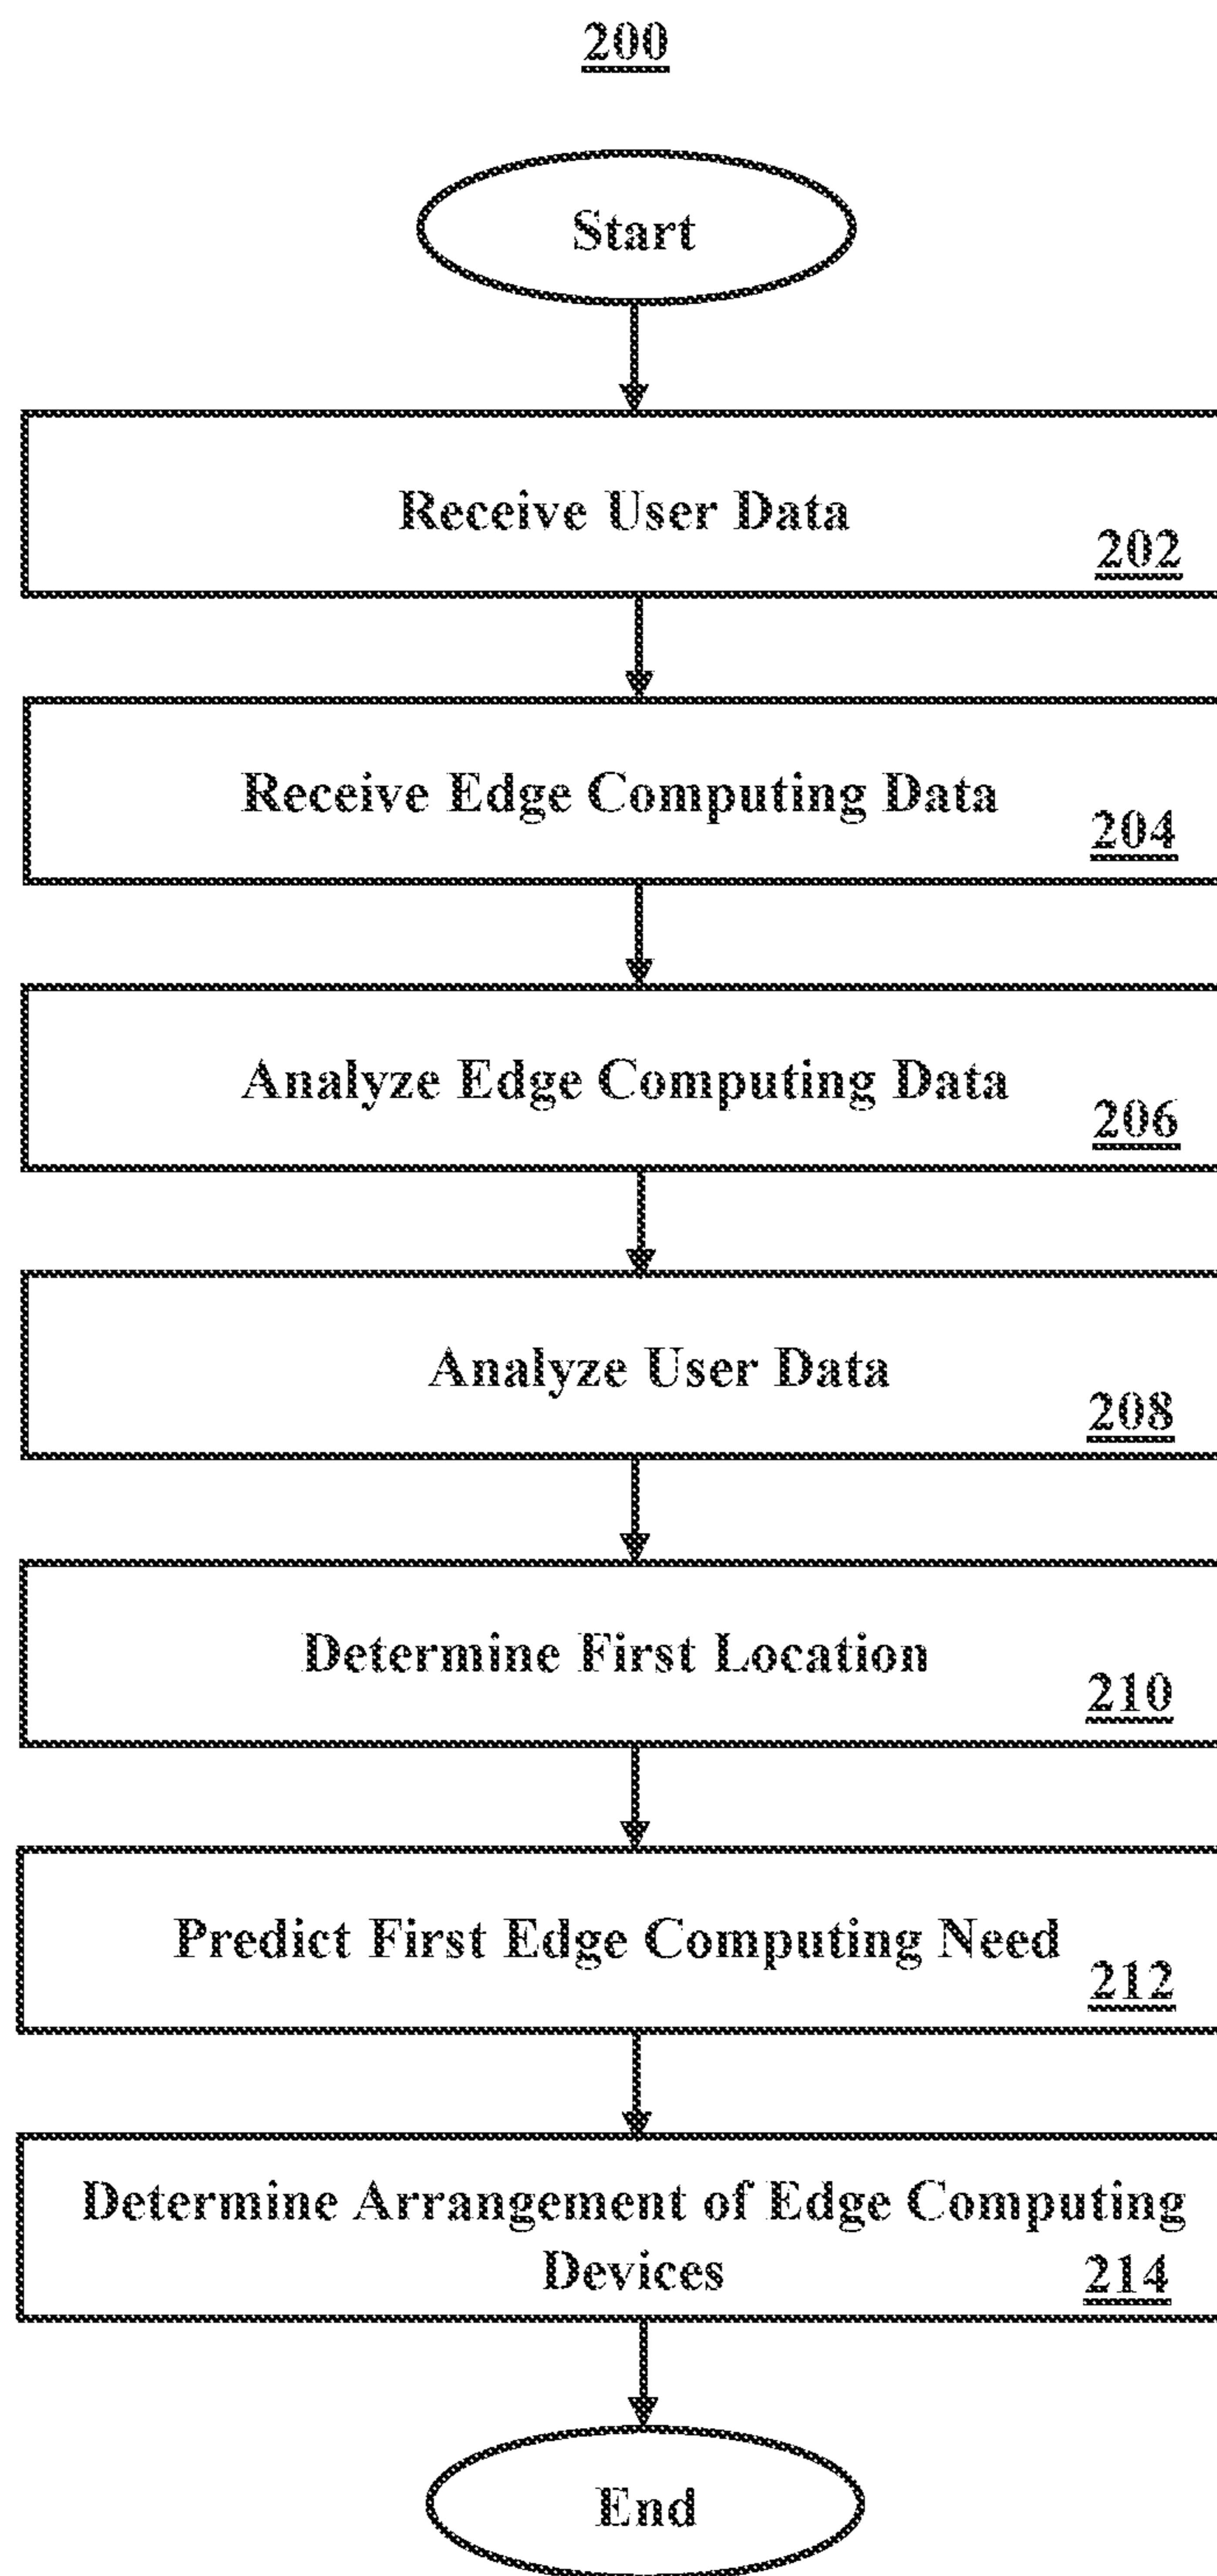 200
Start
Receive User Data
202
Receive Edge Computing Data
204
Analyze Edge Computing Data
206
Analyze User Data
208
Determine First Location
210
Predict First Edge Computing Need
212
Determine Arrangement of Edge Computing
Devices
214
End